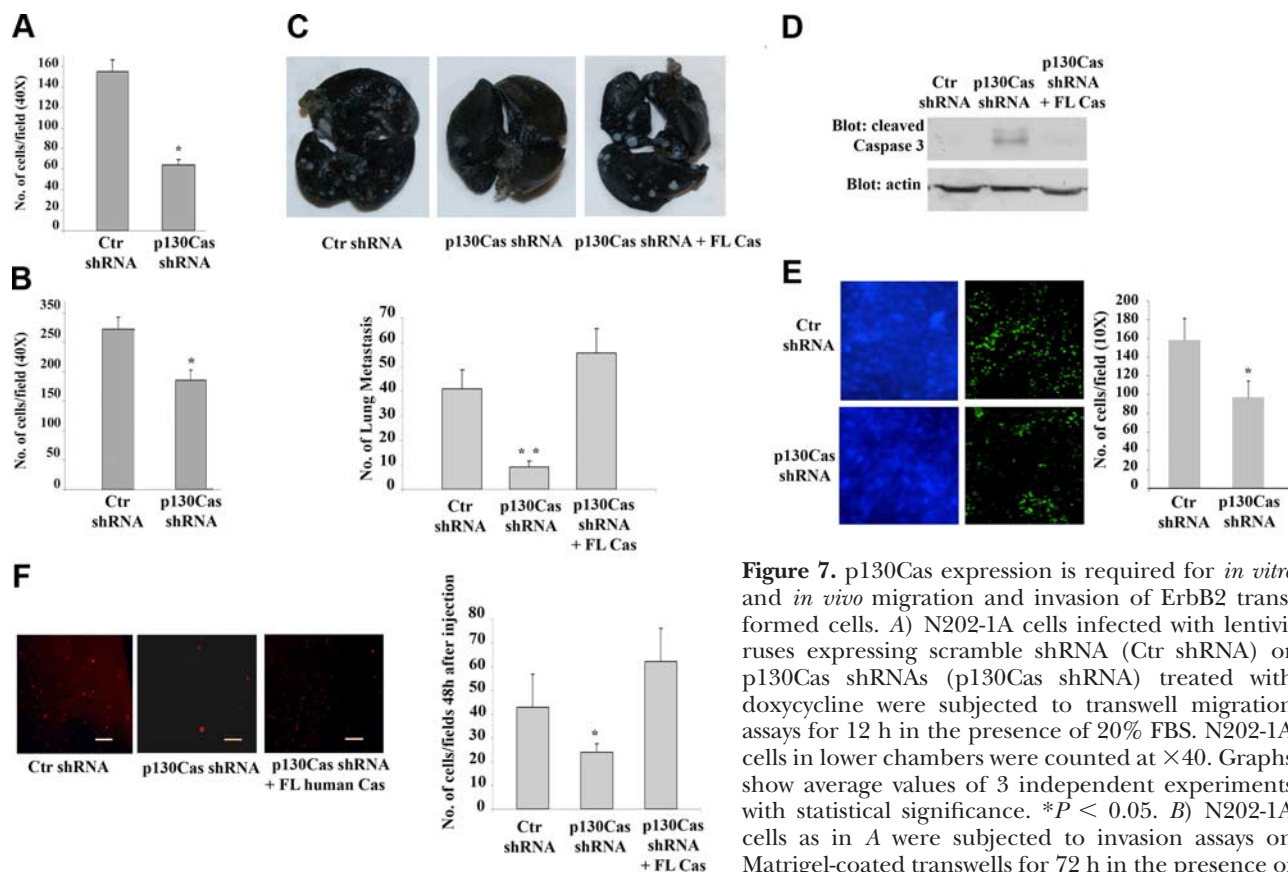 A
No. of cells/field (40X)
160
140
120
100
80
60
40
20
0
*
Ctr
shRNA
p130Cas
shRNA
B
No. of cells/field (40X)
350
250
200
150
50
0
*
Ctr
shRNA
p130Cas
shRNA
C
Ctr shRNA
p130Cas shRNA
p130Cas shRNA + FL Cas
No. of Lung Metastasis
70
60
50
40
30
20
10
0
* *
Ctr
shRNA
p130Cas
shRNA
p130Cas
shRNA
+ FL Cas
D
Ctr
shRNA
p130Cas
shRNA
p130Cas
shRNA
+ FL Cas
Blot: cleaved
Caspase 3
Blot: actin
E
Ctr
shRNA
p130Cas
shRNA
No. of cells/field (10X)
200
180
160
140
120
100
80
60
40
20
0
*
Ctr
shRNA
p130Cas
shRNA
F
Ctr shRNA
p130Cas shRNA
p130Cas shRNA
+ FL human Cas
No. of cells/fields 48h after injection
80
70
60
50
40
30
20
10
0
*
Ctr
shRNA
p130Cas
shRNA
p130Cas
shRNA
+ FL Cas
Figure 7. p130Cas expression is required for in vitro
and in vivo migration and invasion of ErbB2 trans
formed cells. A) N202-1A cells infected with lentivi
ruses expressing scramble shRNA (Ctr shRNA) or
p130Cas shRNAs (p130Cas shRNA) treated with
doxycycline were subjected to transwell migration
assays for 12 h in the presence of 20% FBS. N202-1A
cells in lower chambers were counted at ×40. Graphs
show average values of 3 independent experiments
with statistical significance. *P < 0.05. B) N202-1A
cells as in A were subjected to invasion assays on
Matrigel-coated transwells for 72 h in the presence of